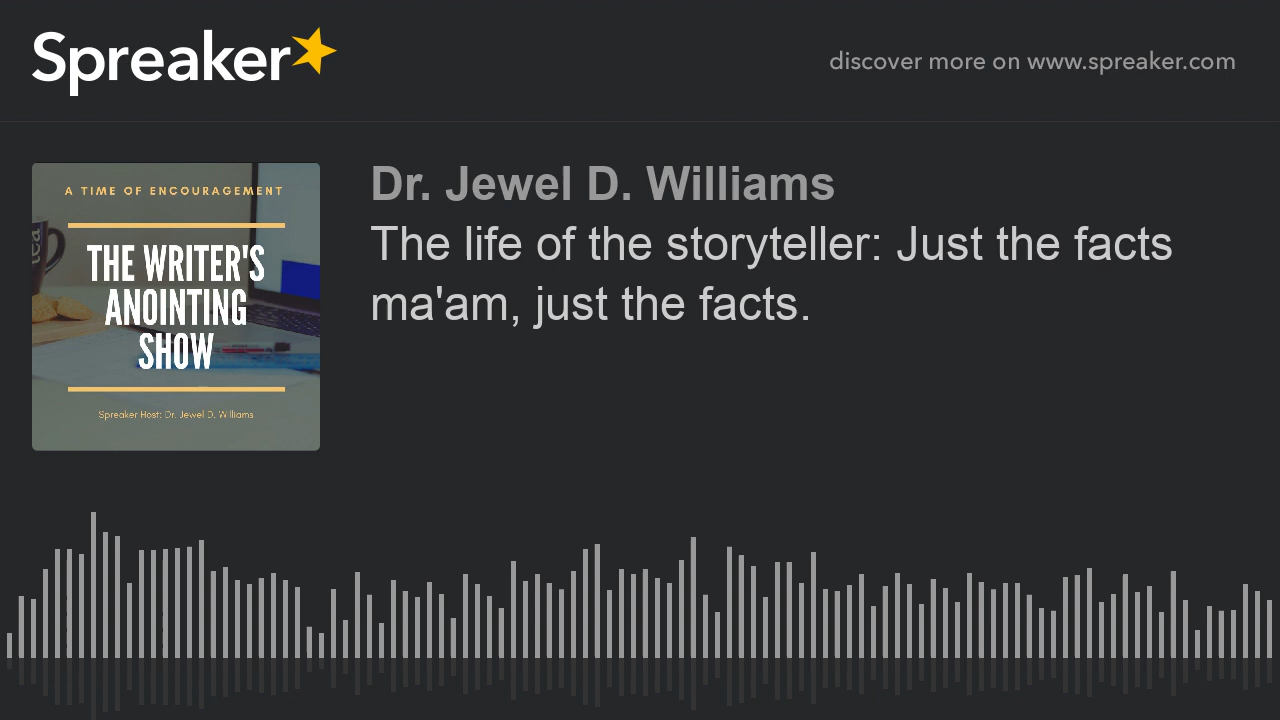 Spreaker
discover more on www.spreaker.com
A TIME OF ENCOURAGEMENT
tea
THE WRITER'S
ANOINTING
SHOW
Spreaker Host: Dr. Jewel D. Williams
Dr. Jewel D. Williams
The life of the storyteller: Just the facts
ma'am, just the facts.